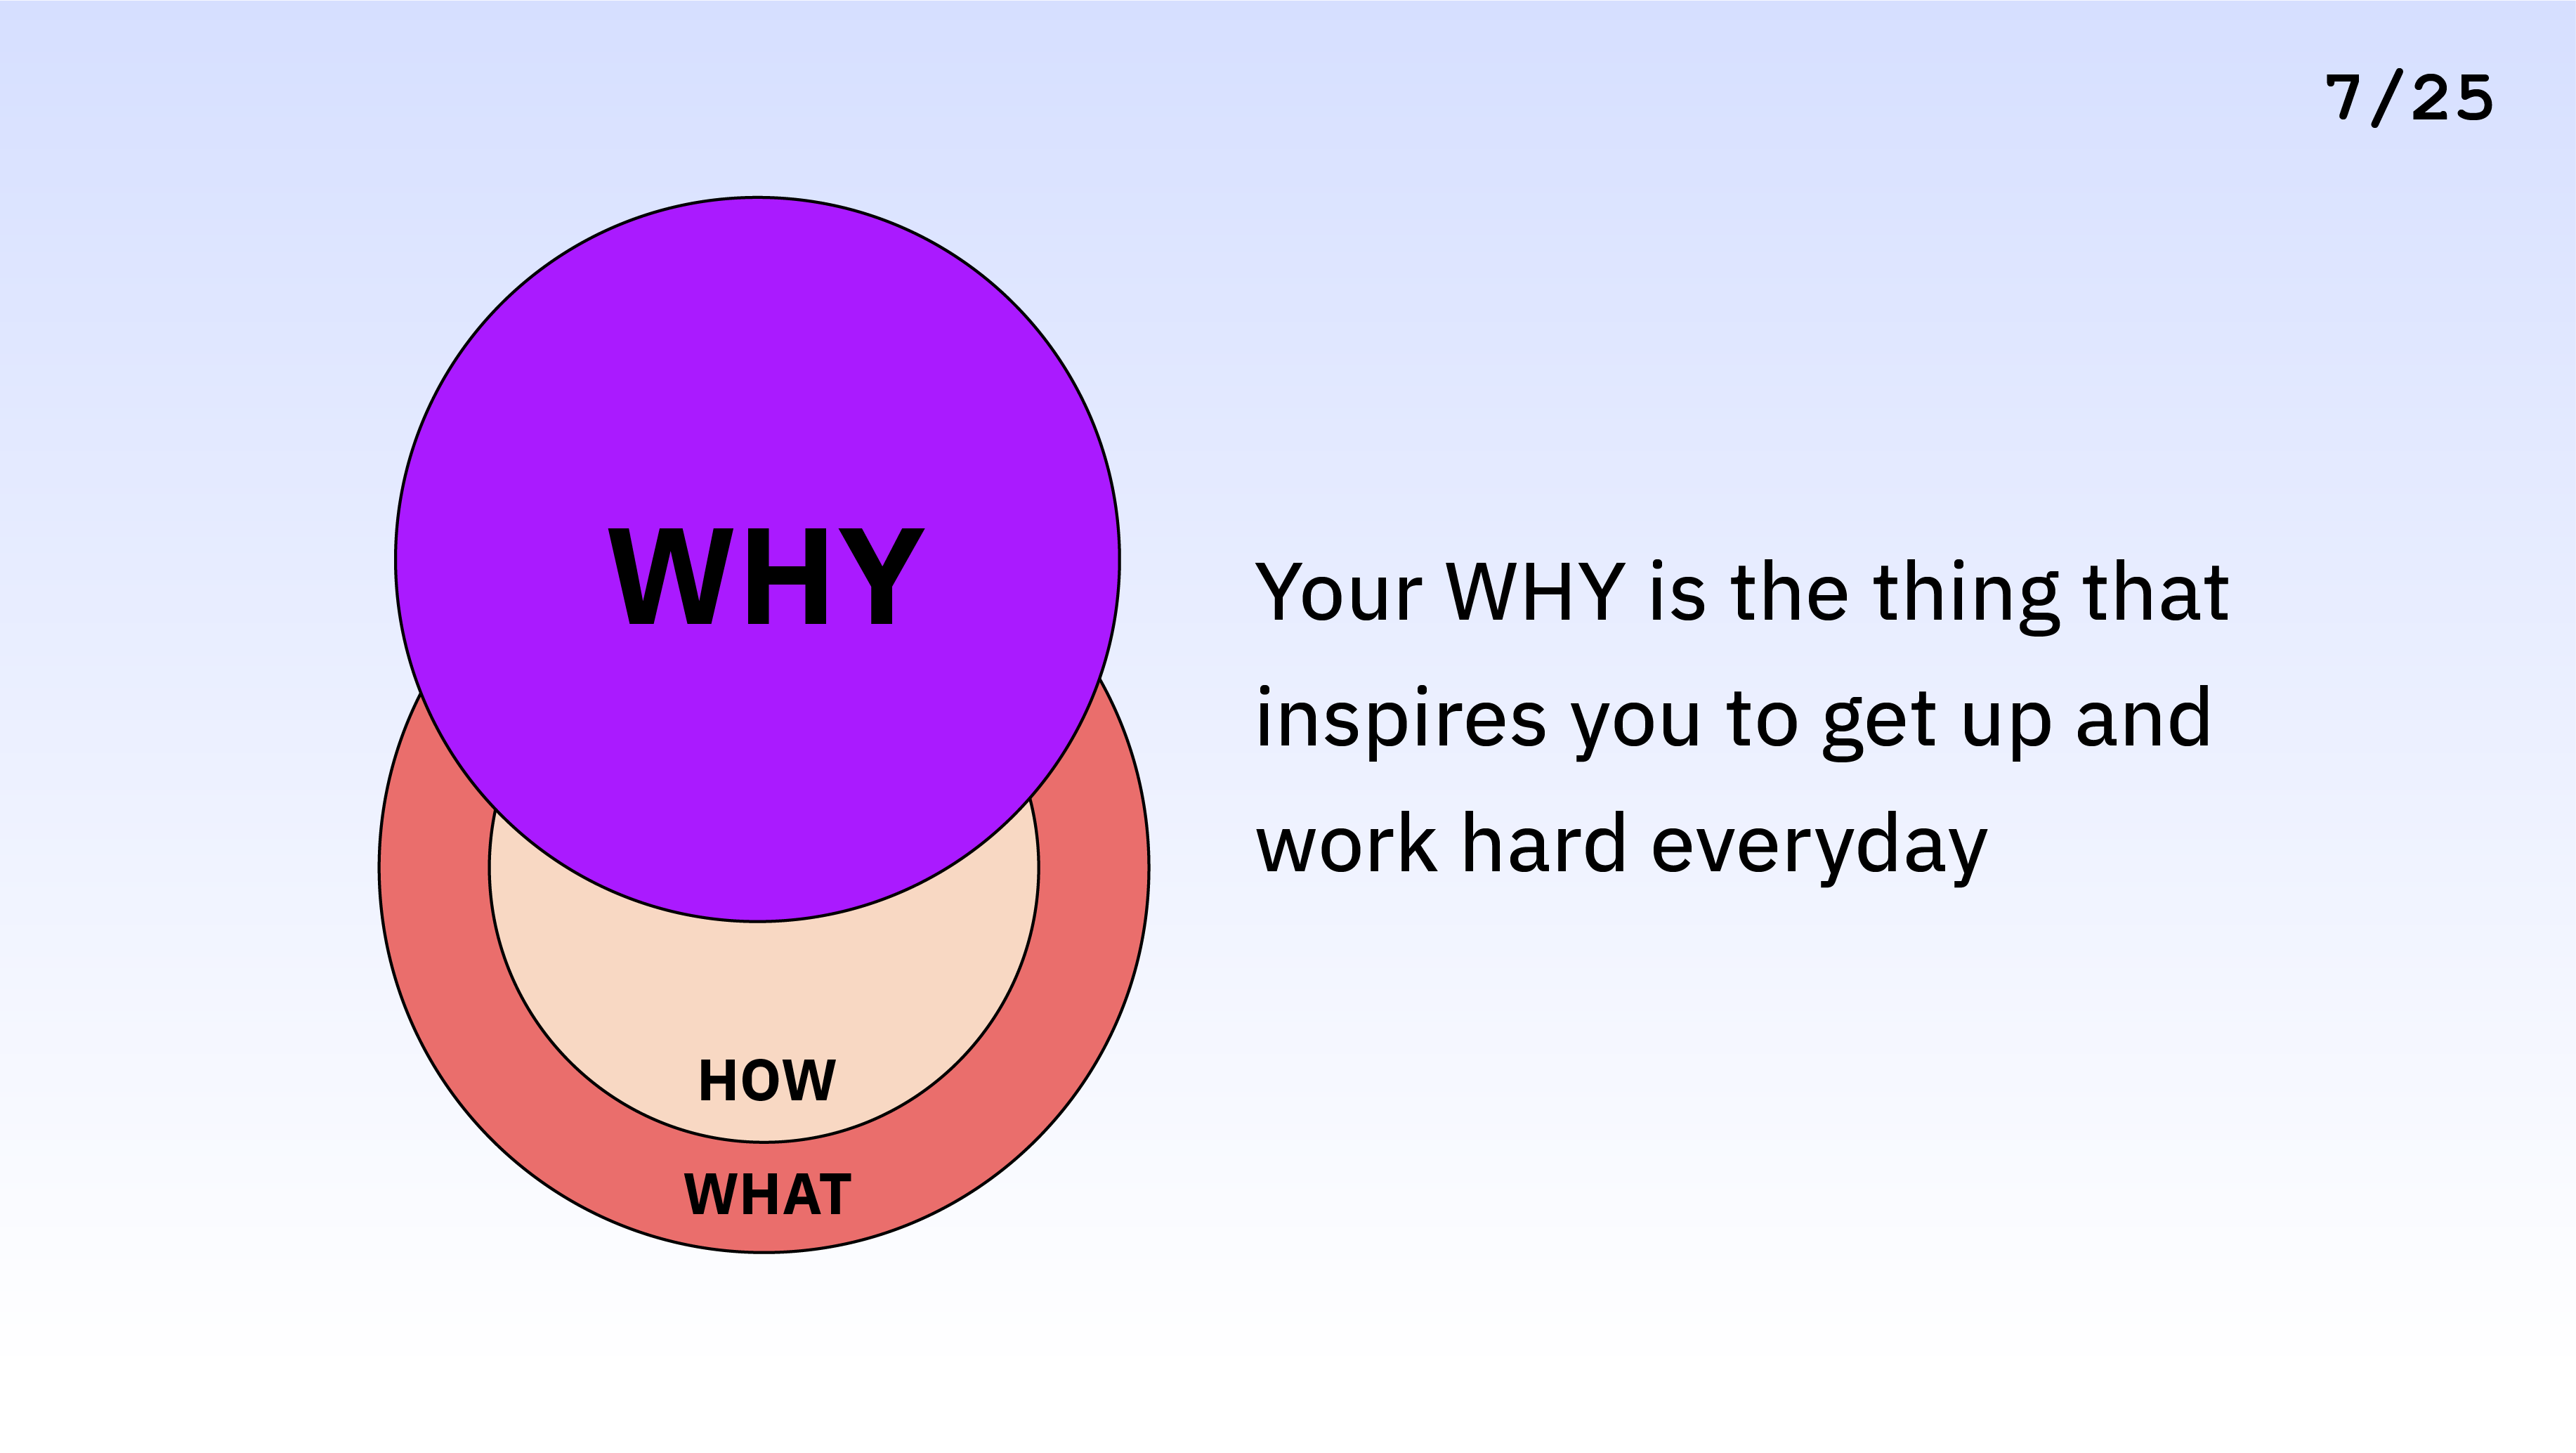 7/25
WHY
Your WHY is the thing that
inspires you to get up and
work hard everyday
HOW
WHAT